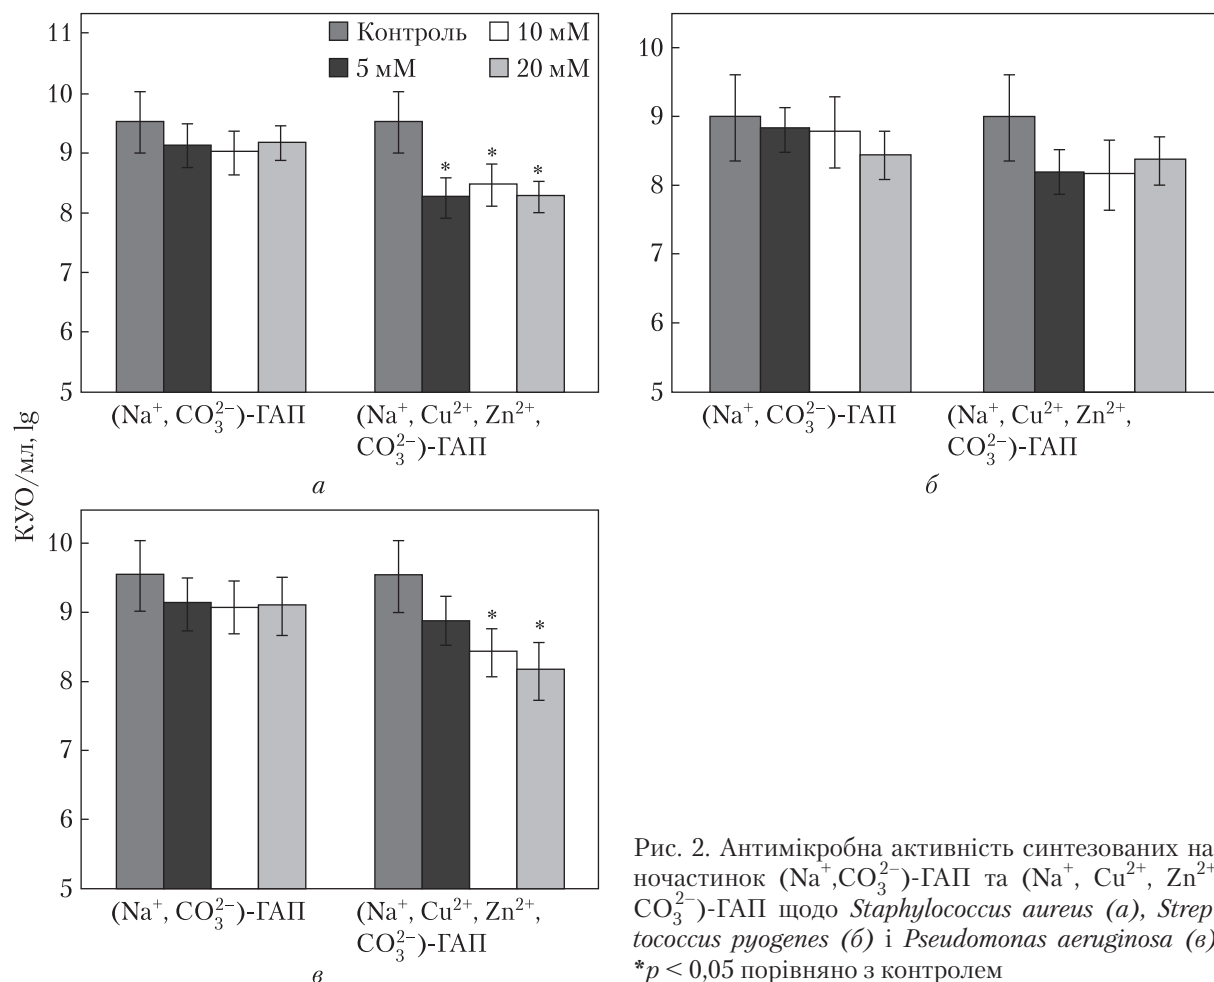 КУО/мл, lg
11
10
9
8
7
6
5
Контроль
10 мМ
5 мМ
20 мМ
*
*
*
(Na⁺, CO₃²⁻)-ГАП
(Na⁺, Cu²⁺, Zn²⁺,
CO₃²⁻)-ГАП
а
10
9
8
7
6
5
(Na⁺, CO₃²⁻)-ГАП
(Na⁺, Cu²⁺, Zn²⁺,
CO₃²⁻)-ГАП
б
10
9
8
7
6
5
*
*
(Na⁺, CO₃²⁻)-ГАП
(Na⁺, Cu²⁺, Zn²⁺,
CO₃²⁻)-ГАП
в
Рис. 2. Антимікробна активність синтезованих на
ночастинок (Na⁺,CO₃²⁻)-ГАП та (Na⁺, Cu²⁺, Zn²⁺
CO₃²⁻)-ГАП щодо Staphylococcus aureus (а), Strep
tococcus pyogenes (б) і Pseudomonas aeruginosa (в)
*p < 0,05 порівняно з контролем